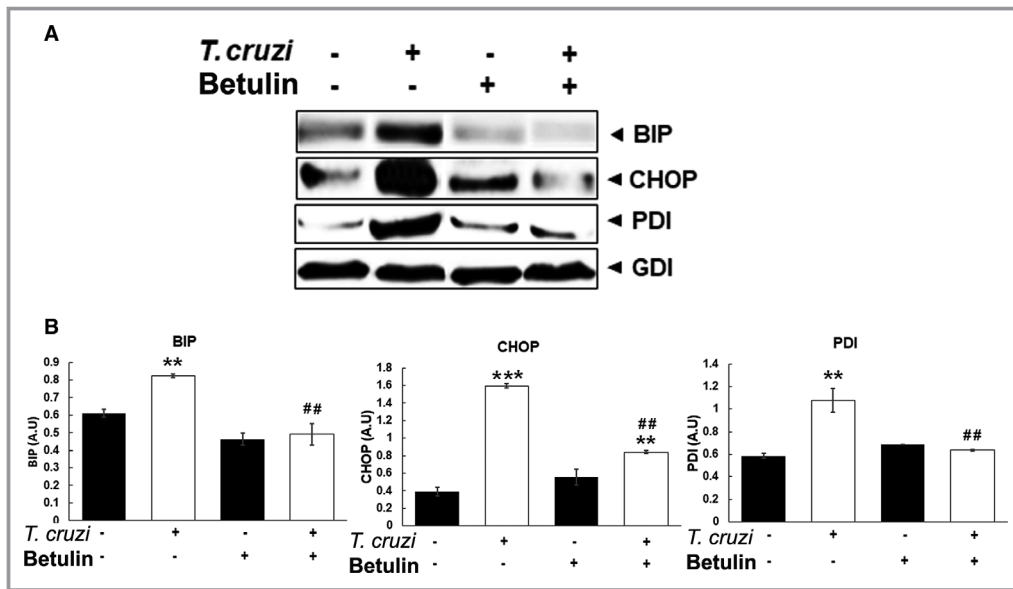 A
T. cruzi - + - +
Betulin - - + +
◄ BIP
◄ CHOP
◄ PDI
◄ GDI
B
BIP
BIP (A.U)
0.9
0.8
0.7
0.6
0.5
0.4
0.3
0.2
0.1
0
**
##
T. cruzi - + - +
Betulin - - + +
CHOP
CHOP (A.U)
1.8
1.6
1.4
1.2
1
0.8
0.6
0.4
0.2
0
***
##
**
T. cruzi - + - +
Betulin - - + +
PDI
PDI (A.U)
1.4
1.2
1
0.8
0.6
0.4
0.2
0
**
##
T. cruzi - + - +
Betulin - - + +